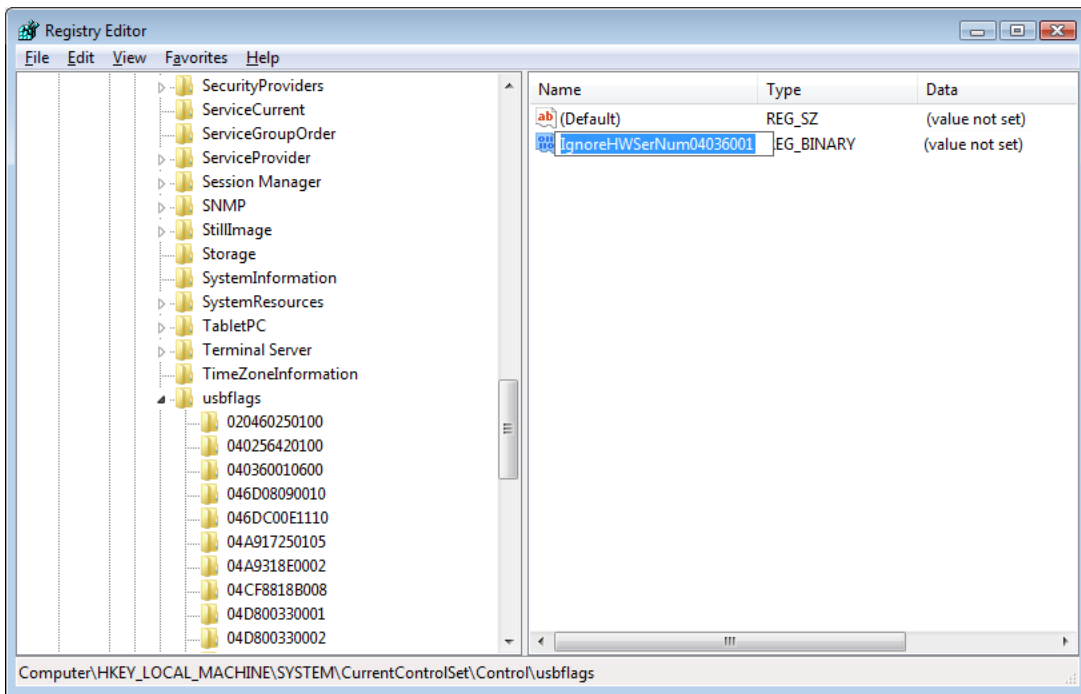 Registry Editor
File Edit View Favorites Help
SecurityProviders
ServiceCurrent
ServiceGroupOrder
ServiceProvider
Session Manager
SNMP
StillImage
Storage
SystemInformation
SystemResources
TabletPC
Terminal Server
TimeZoneInformation
usbflags
020460250100
040256420100
040360010600
046D08090010
046DC00E1110
04A917250105
04A9318E0002
04CF8818B008
04D800330001
04D800330002
Name Type Data
ab (Default) REG_SZ (value not set)
IgnoreHWSerNum04036001 EG_BINARY (value not set)
Computer\HKEY_LOCAL_MACHINE\SYSTEM\CurrentControlSet\Control\usbflags